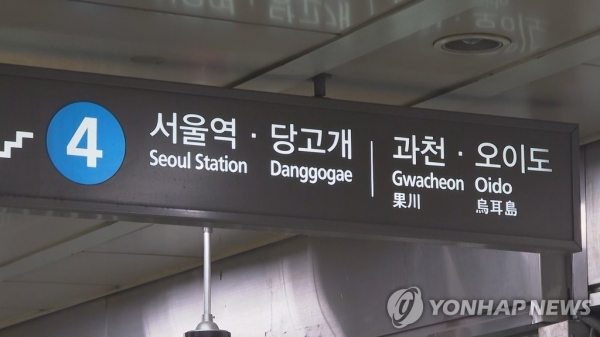 4 서울역 · 당고개 과천 · 오이도
Seoul Station Danggogae Gwacheon Oido
果川 烏耳島
YONHAP NEWS